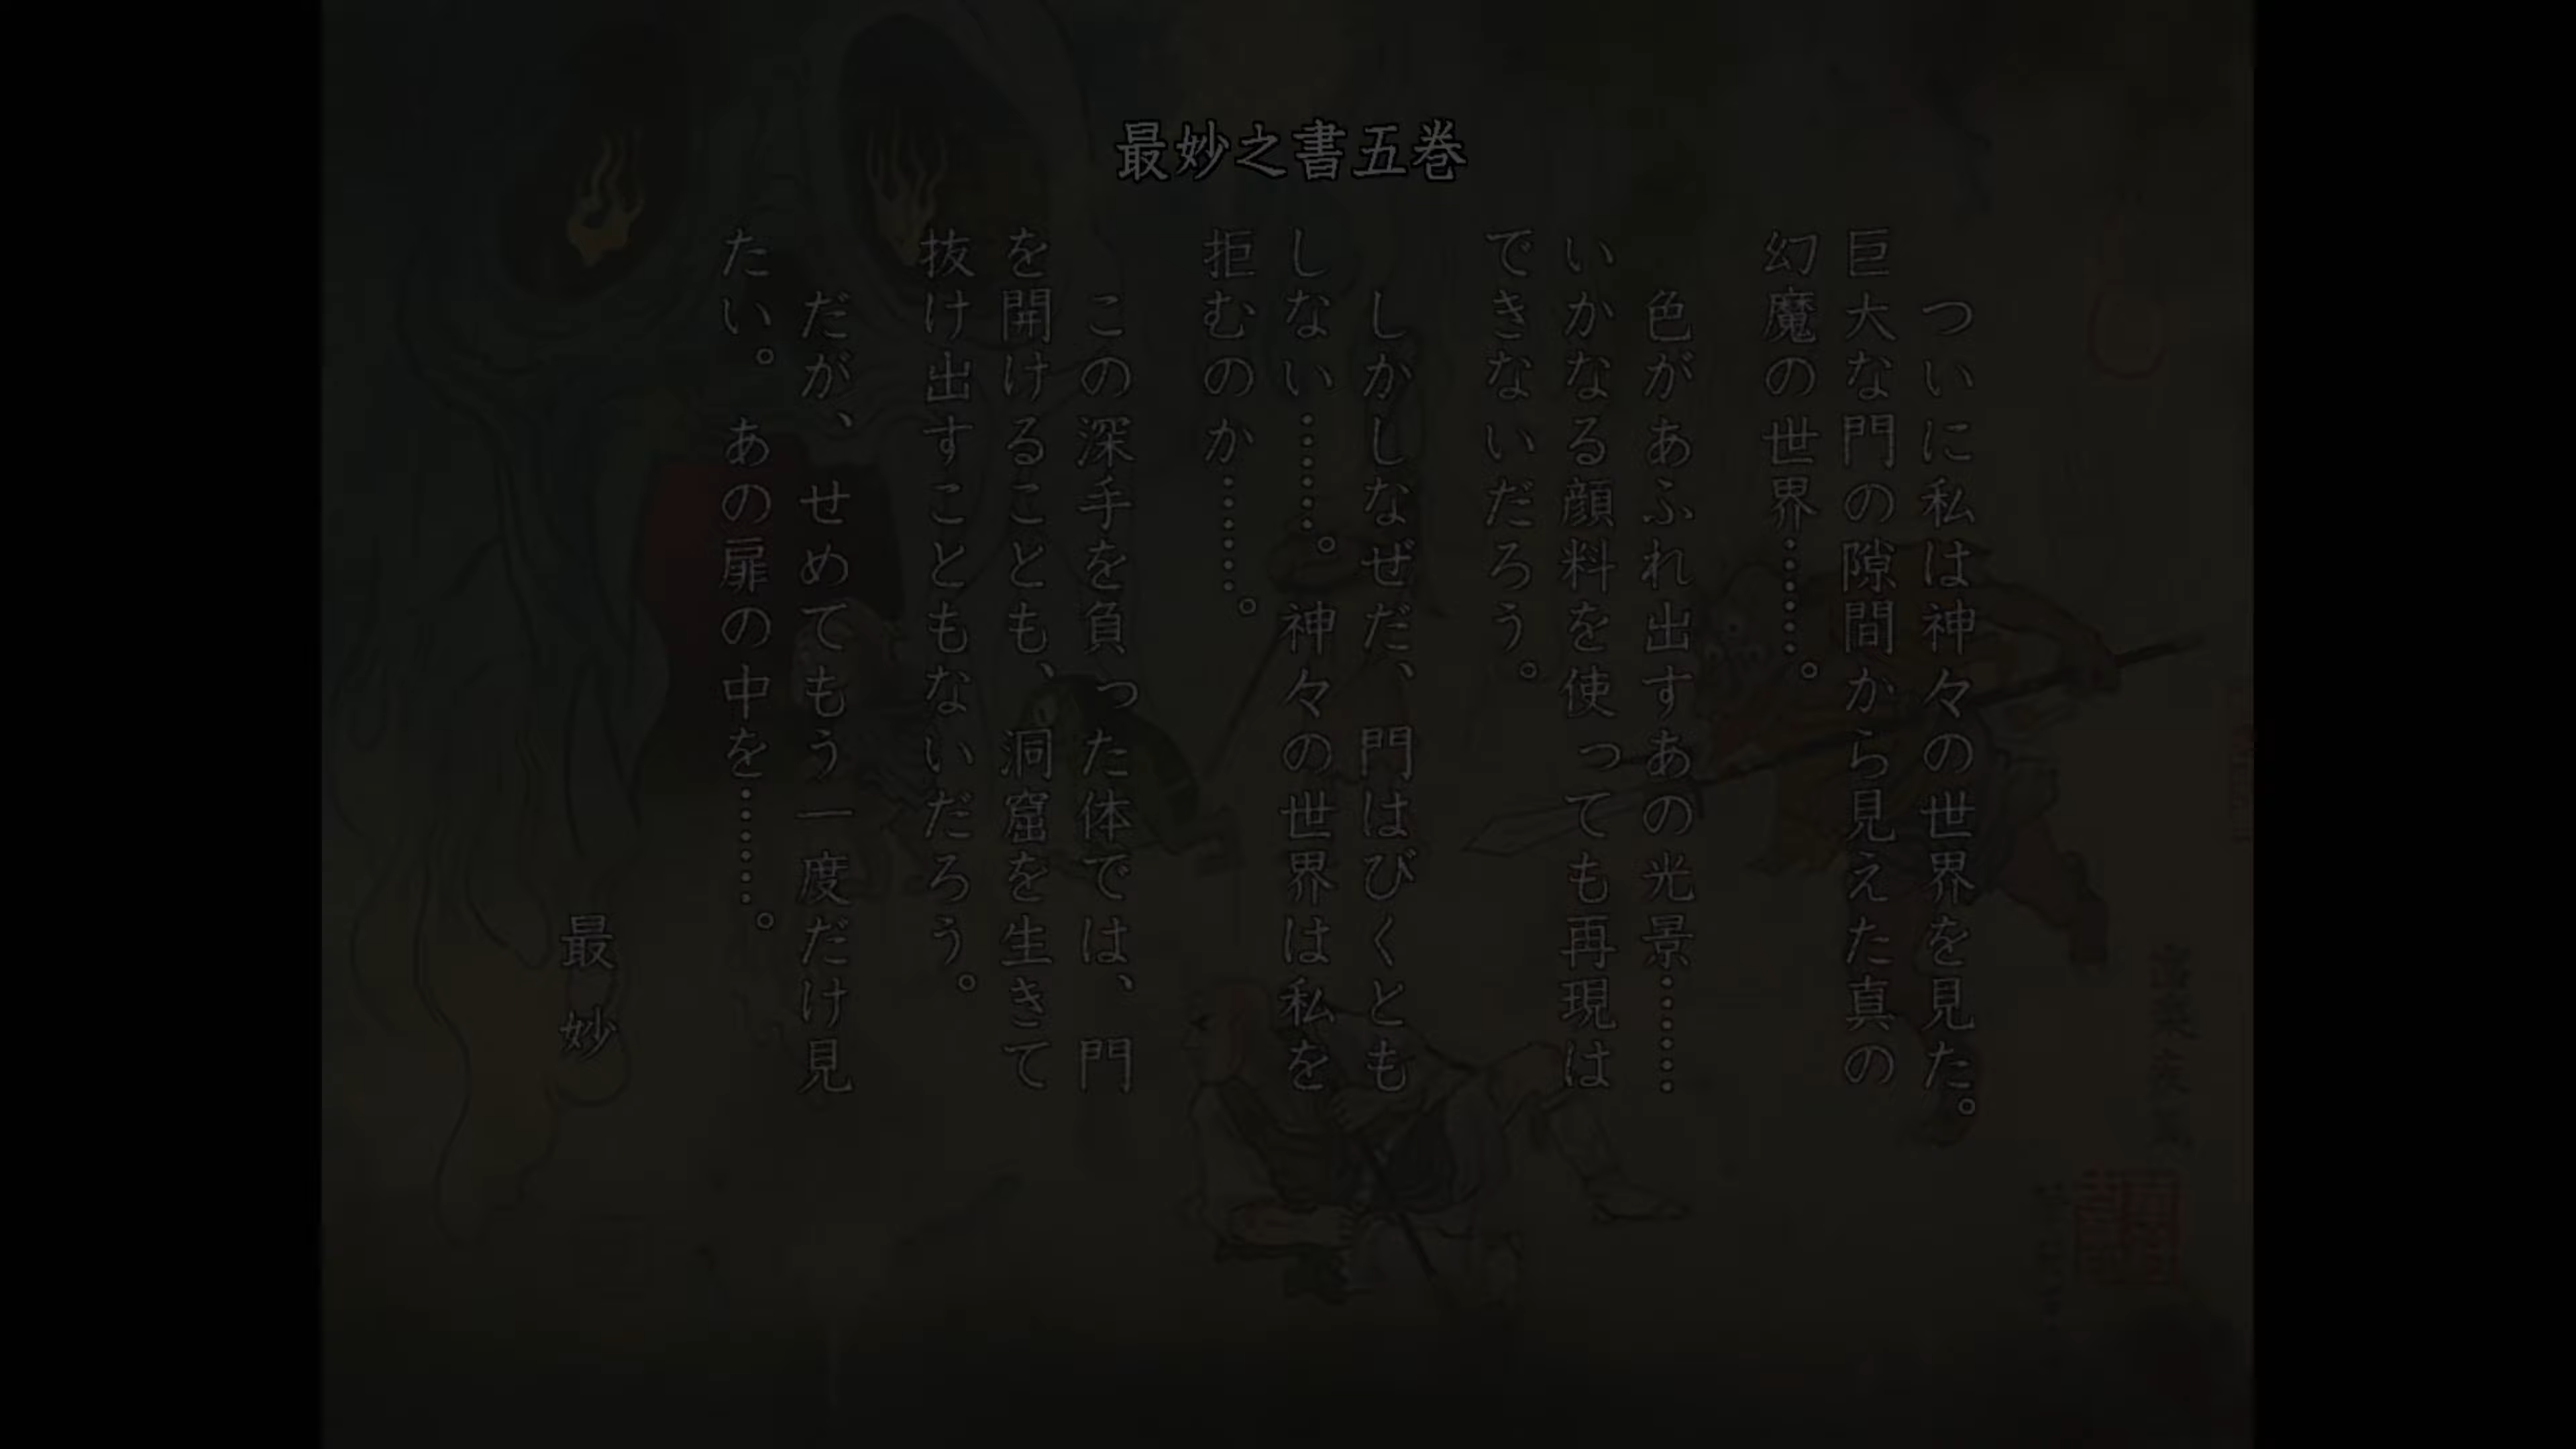 最妙之書五巻
　ついに私は神々の世界を見た。
巨大な門の隙間から見えた真の
幻魔の世界………。
　色があふれ出すあの光景……
いかなる顔料を使っても再現は
できないだろう。
　しかしなぜだ、門はびくとも
しない………。神々の世界は私を
拒むのか………。
　この深手を負った体では、門
を開けることも、洞窟を生きて
抜け出すこともないだろう。
　だが、せめてもう一度だけ見
たい。あの扉の中を………。
最妙